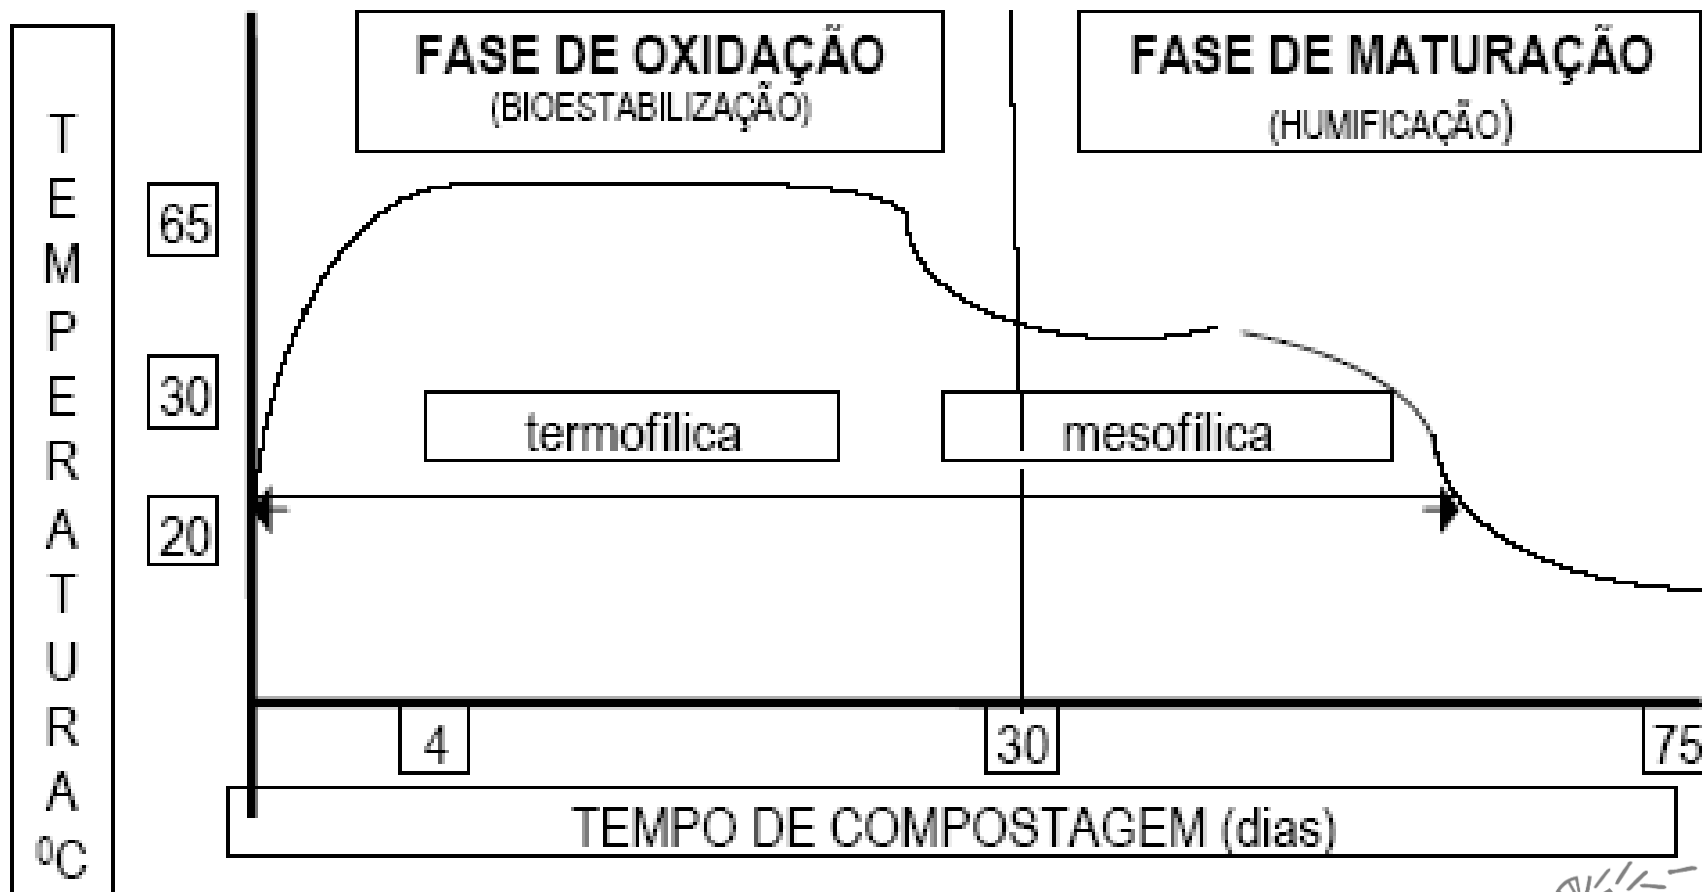 TEMPERATURA ⁰C
FASE DE OXIDAÇÃO
(BIOESTABILIZAÇÃO)
FASE DE MATURAÇÃO
(HUMIFICAÇÃO)
65
30
termofílica
mesofílica
20
4
30
75
TEMPO DE COMPOSTAGEM (dias)